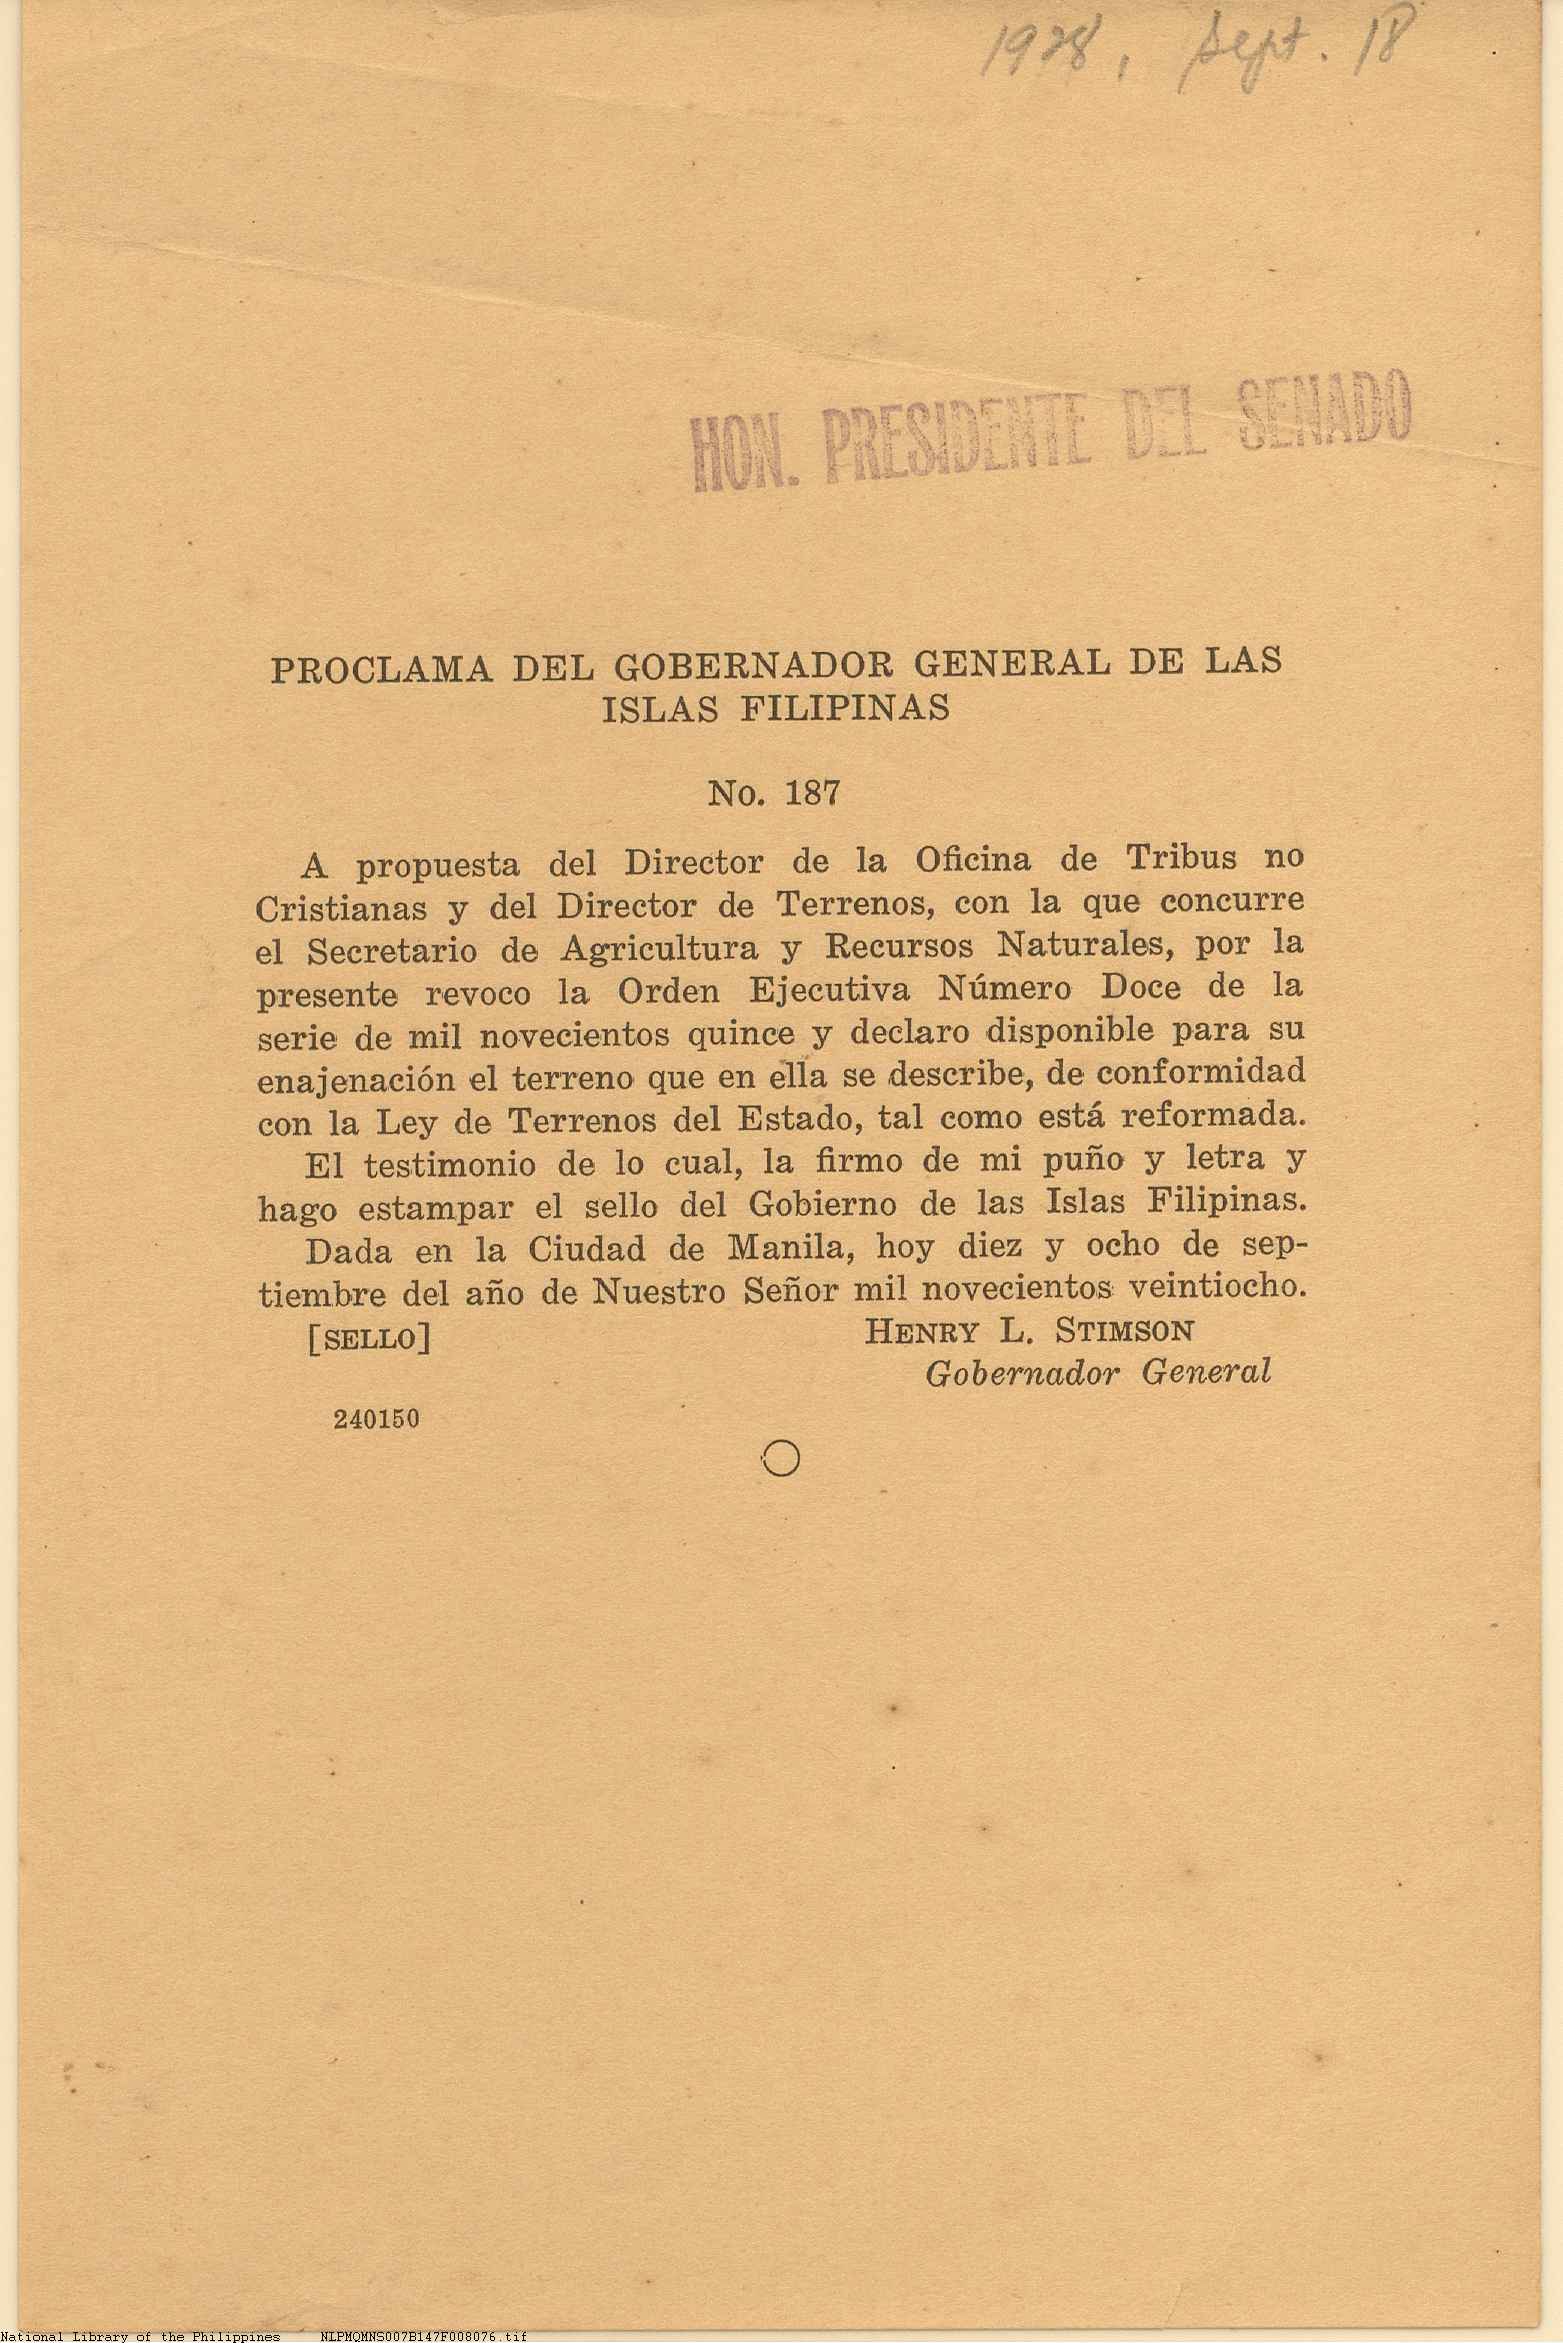 1928, Sept. 18
HON. PRESIDENTE DEL SENADO
PROCLAMA DEL GOBERNADOR GENERAL DE LAS
ISLAS FILIPINAS
No. 187
A propuesta del Director de la Oficina de Tribus no
Cristianas y del Director de Terrenos, con la que concurre
el Secretario de Agricultura y Recursos Naturales, por la
presente revoco la Orden Ejecutiva Número Doce de la
serie de mil novecientos quince y declaro disponible para su
enajenación el terreno que en ella se describe, de conformidad
con la Ley de Terrenos del Estado, tal como está reformada.
El testimonio de lo cual, la firmo de mi puño y letra y
hago estampar el sello del Gobierno de las Islas Filipinas.
Dada en la Ciudad de Manila, hoy diez y ocho de sep-
tiembre del año de Nuestro Señor mil novecientos veintiocho.
[SELLO] HENRY L. STIMSON
Gobernador General
240150
National Library of the Philippines NLPMQMNS007B147F008076.tif